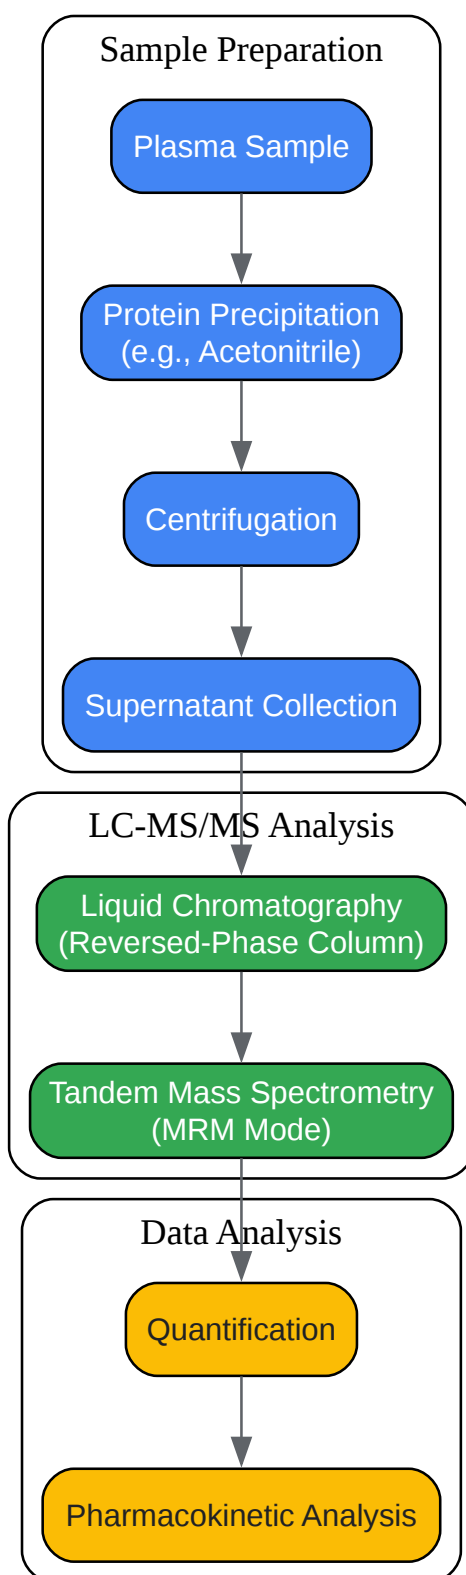 Sample Preparation
Plasma Sample
Protein Precipitation
(e.g., Acetonitrile)
Centrifugation
Supernatant Collection
LC-MS/MS Analysis
Liquid Chromatography
(Reversed-Phase Column)
Tandem Mass Spectrometry
(MRM Mode)
Data Analysis
Quantification
Pharmacokinetic Analysis